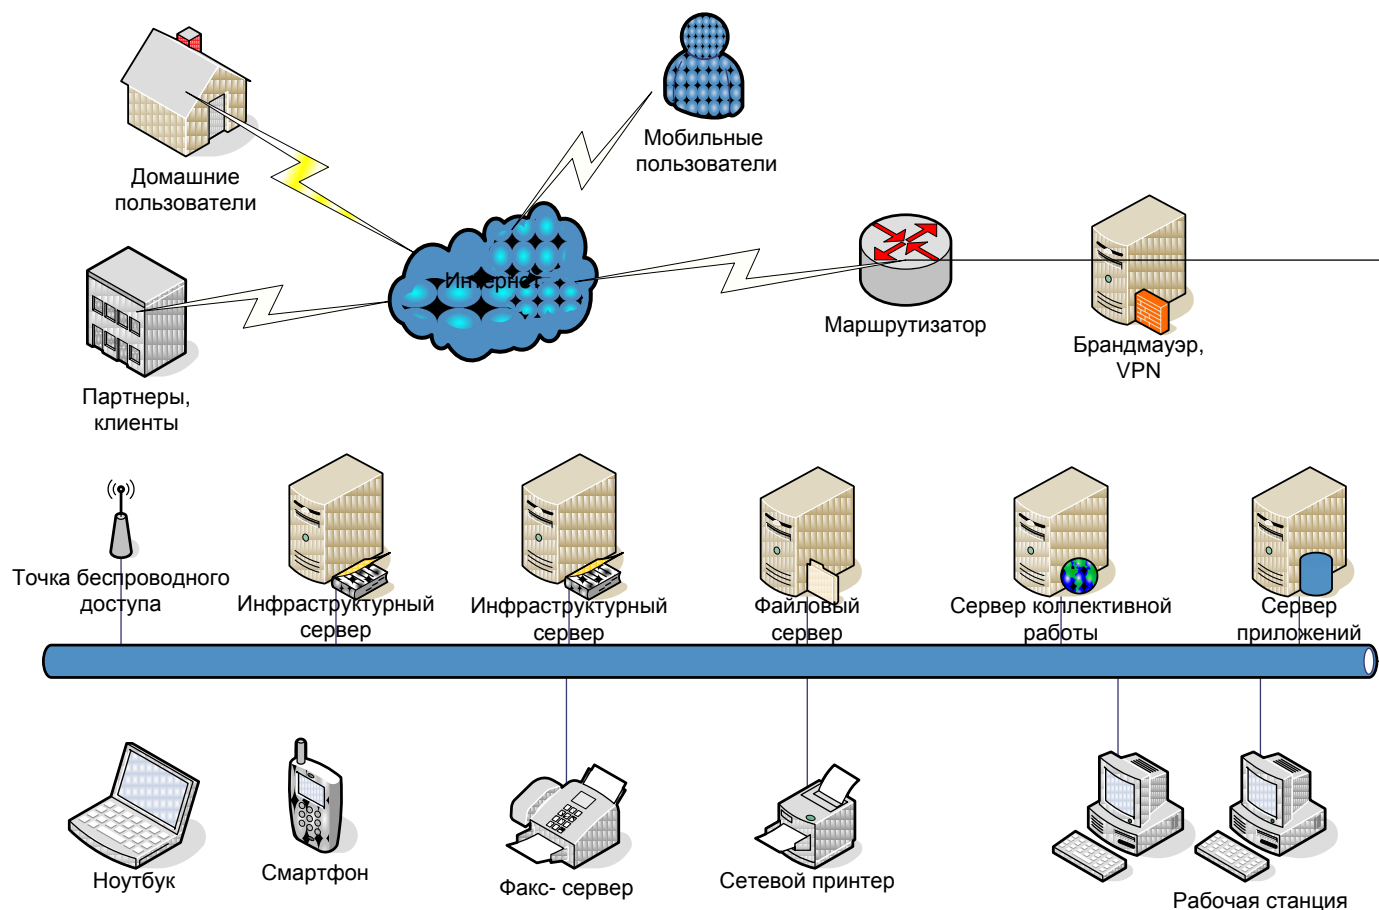 Мобильные
пользователи
Домашние
пользователи
Интернет
Маршрутизатор
Брандмауэр,
VPN
Партнеры,
клиенты
Точка беспроводного
доступа
Инфраструктурный
сервер
Инфраструктурный
сервер
Файловый
сервер
Сервер коллективной
работы
Сервер
приложений
Ноутбук
Смартфон
Факс- сервер
Сетевой принтер
Рабочая станция